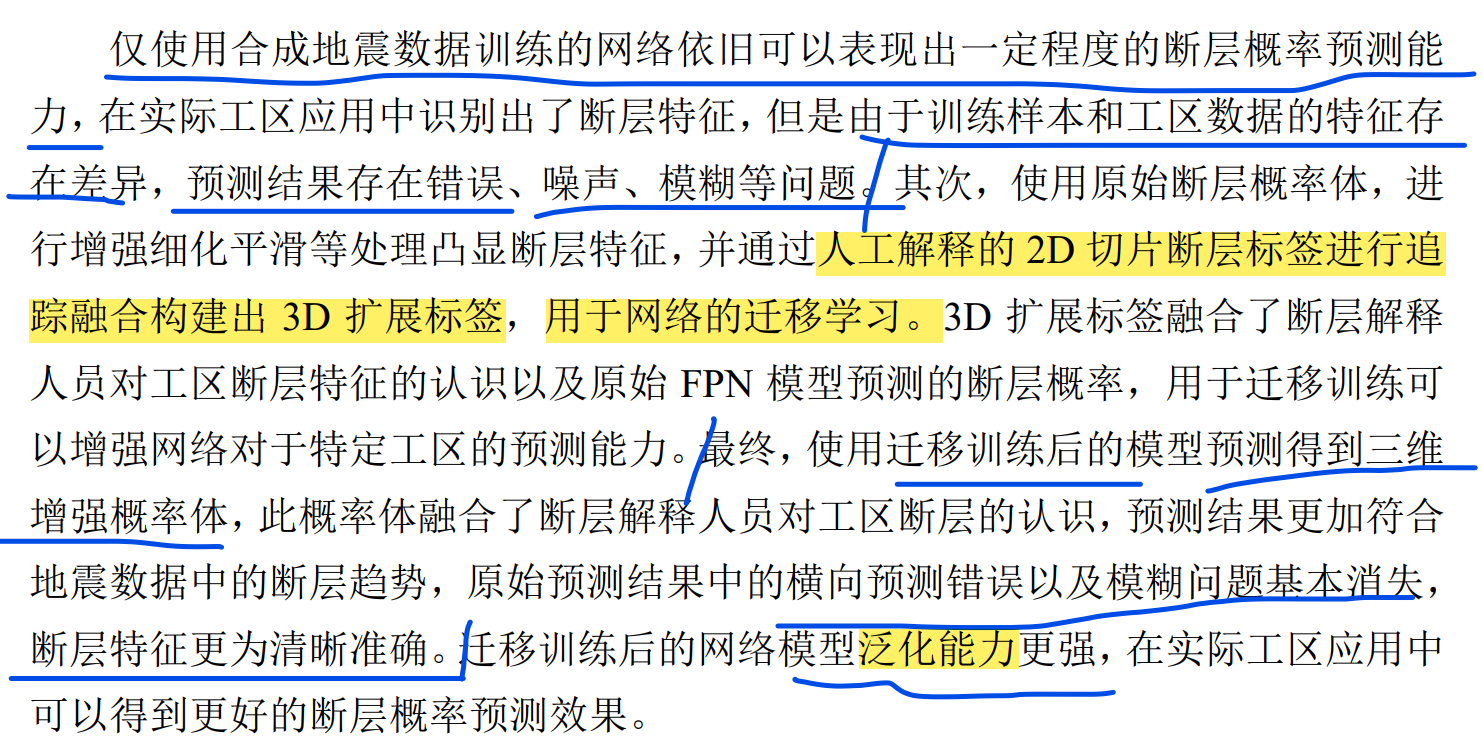 仅使用合成地震数据训练的网络依旧可以表现出一定程度的断层概率预测能
力，在实际工区应用中识别出了断层特征，但是由于训练样本和工区数据的特征存
在差异，预测结果存在错误、噪声、模糊等问题。其次，使用原始断层概率体，进
行增强细化平滑等处理凸显断层特征，并通过人工解释的 2D 切片断层标签进行追
踪融合构建出 3D 扩展标签，用于网络的迁移学习。3D 扩展标签融合了断层解释
人员对工区断层特征的认识以及原始 FPN 模型预测的断层概率，用于迁移训练可
以增强网络对于特定工区的预测能力。最终，使用迁移训练后的模型预测得到三维
增强概率体，此概率体融合了断层解释人员对工区断层的认识，预测结果更加符合
地震数据中的断层趋势，原始预测结果中的横向预测错误以及模糊问题基本消失，
断层特征更为清晰准确。迁移训练后的网络模型泛化能力更强，在实际工区应用中
可以得到更好的断层概率预测效果。